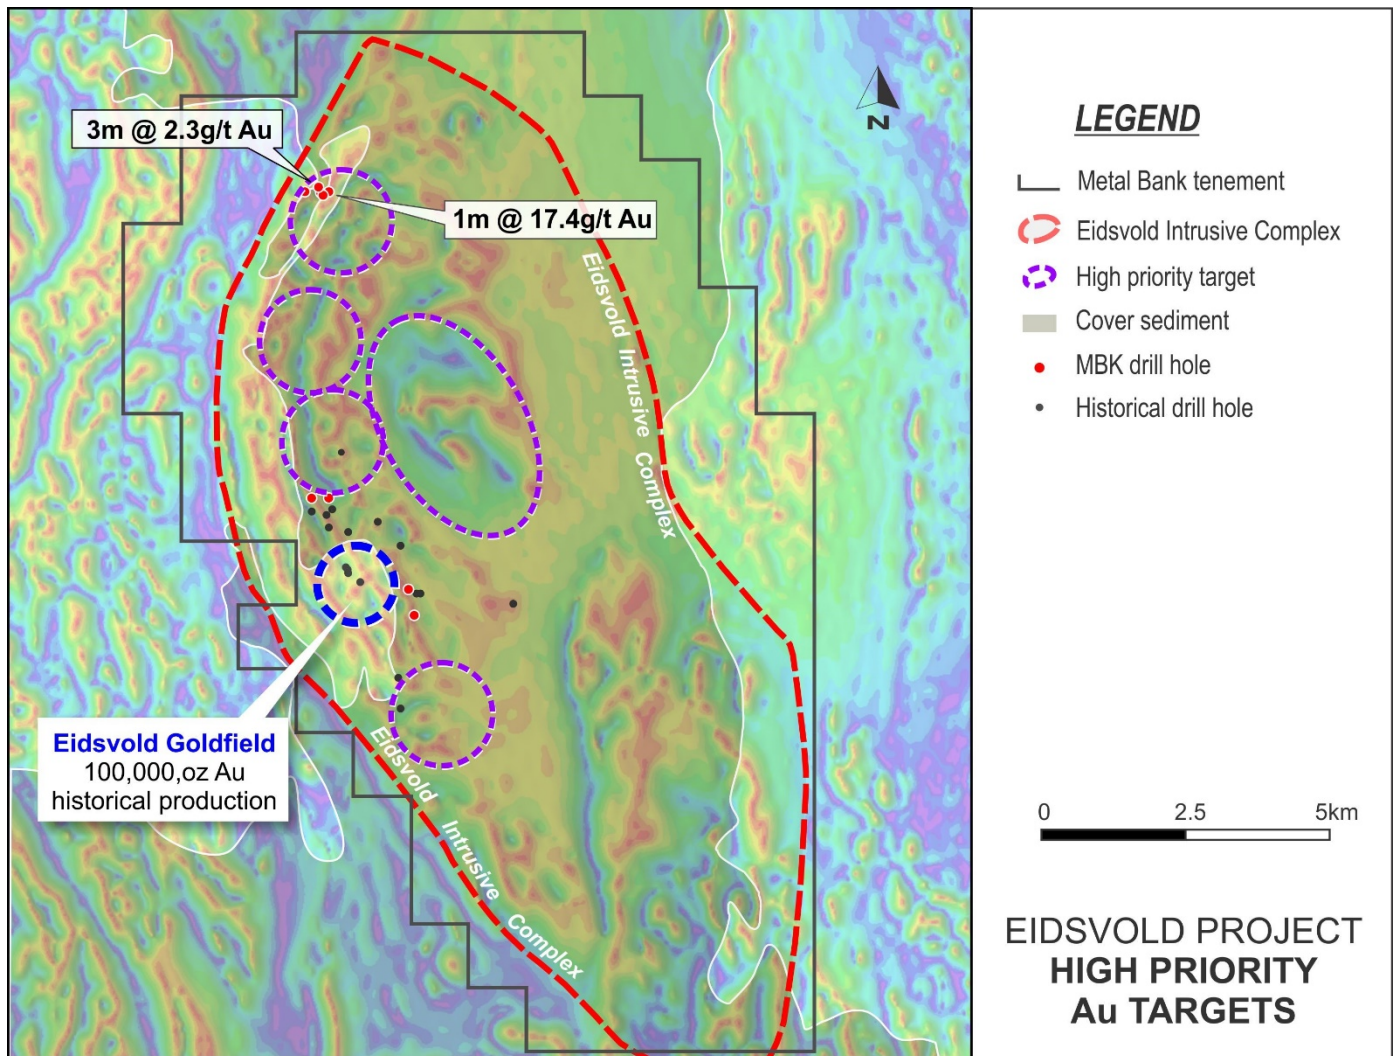 3m @ 2.3g/t Au
1m @ 17.4g/t Au
Eidsvold Intrusive Complex
Eidsvold Goldfield
100,000,oz Au
historical production
Eidsvold Intrusive Complex
N
LEGEND
Metal Bank tenement
Eidsvold Intrusive Complex
High priority target
Cover sediment
MBK drill hole
Historical drill hole
0 2.5 5km
EIDSVOLD PROJECT
HIGH PRIORITY
Au TARGETS